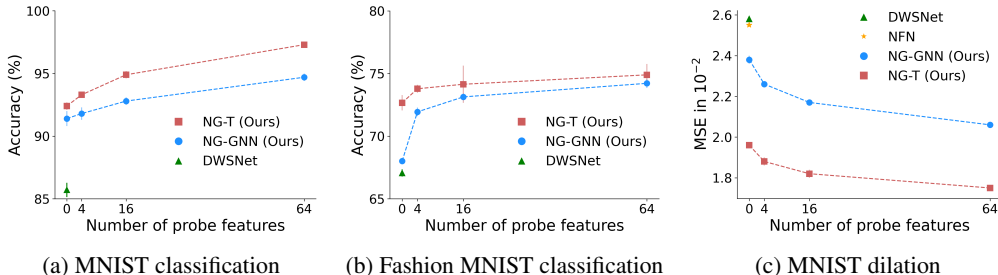 100
95
90
85
Accuracy (%)
NG-T (Ours)
NG-GNN (Ours)
DWSNet
0 4 16 64
Number of probe features
(a) MNIST classification
80
75
70
65
Accuracy (%)
NG-T (Ours)
NG-GNN (Ours)
DWSNet
0 4 16 64
Number of probe features
(b) Fashion MNIST classification
2.6
2.4
2.2
2.0
1.8
MSE in 10⁻²
DWSNet
NFN
NG-GNN (Ours)
NG-T (Ours)
0 4 16 64
Number of probe features
(c) MNIST dilation